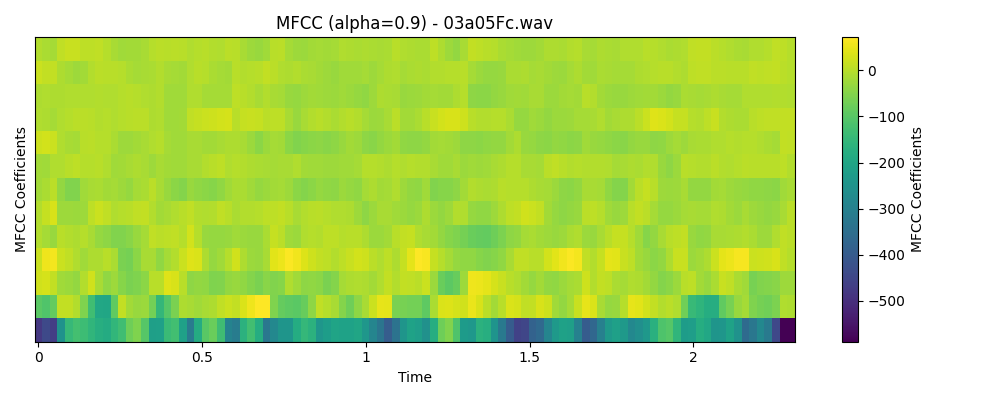 MFCC (alpha=0.9) - 03a05Fc.wav
MFCC Coefficients
0
0.5
1
1.5
2
Time
0
−100
−200
−300
−400
−500
MFCC Coefficients